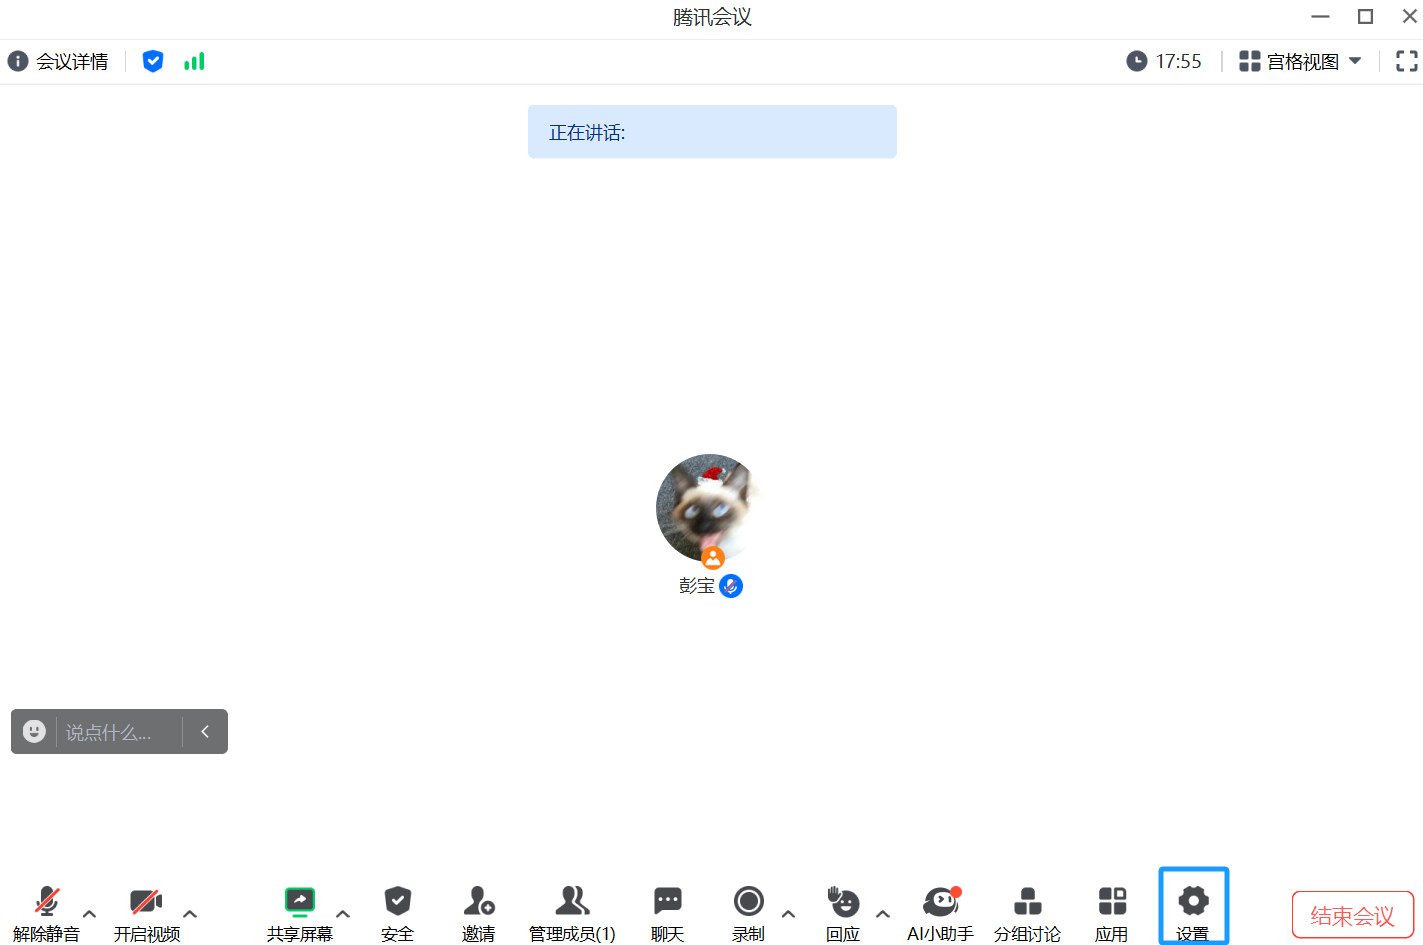 腾讯会议
会议详情
17:55
宫格视图
正在讲话:
彭宝
说点什么...
解除静音
开启视频
共享屏幕
安全
邀请
管理成员(1)
聊天
录制
回应
AI小助手
分组讨论
应用
设置
结束会议